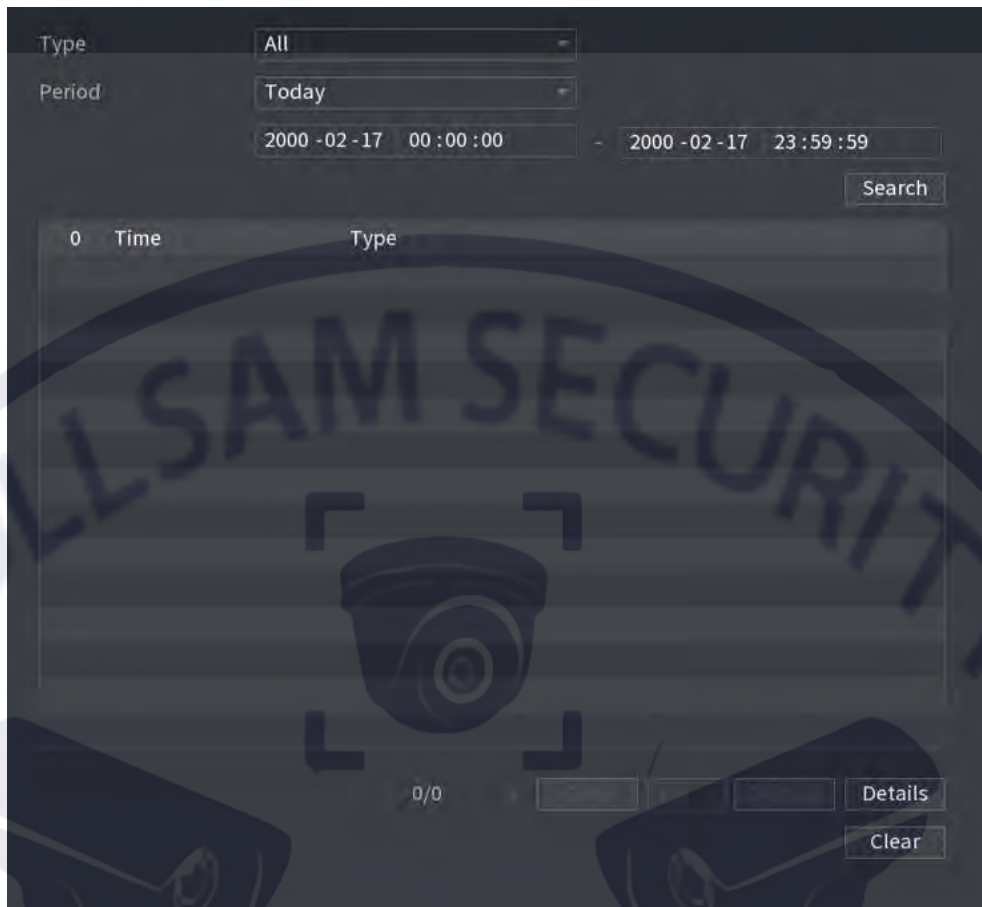 Type All
Period Today
2000 -02 -17 00 : 00 : 00 - 2000 -02 -17 23 : 59 : 59
Search
0 Time Type
LLSAM SECURIT
0/0
Details
Clear